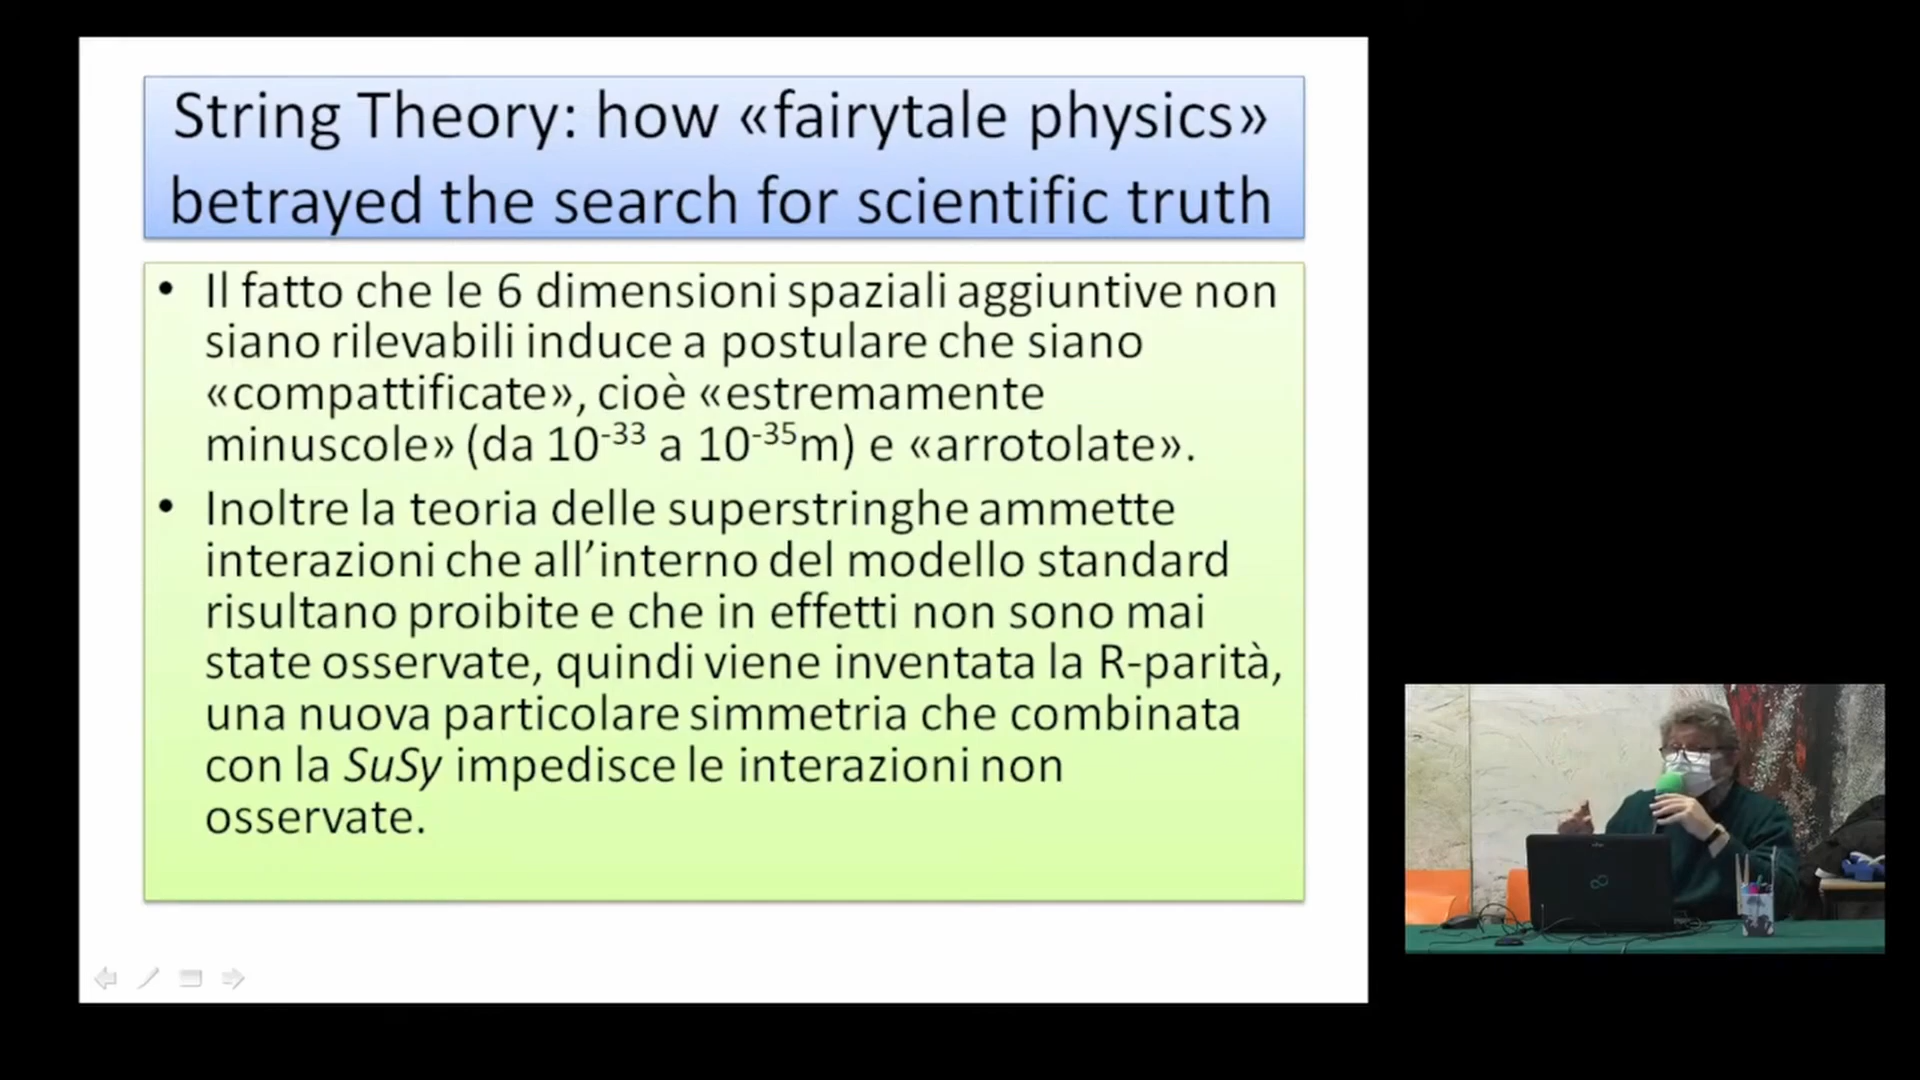 String Theory: how «fairytale physics»
betrayed the search for scientific truth
• Il fatto che le 6 dimensioni spaziali aggiuntive non
siano rilevabili induce a postulare che siano
«compattificate», cioè «estremamente
minuscole» (da 10⁻³³ a 10⁻³⁵m) e «arrotolate».
• Inoltre la teoria delle superstringhe ammette
interazioni che all’interno del modello standard
risultano proibite e che in effetti non sono mai
state osservate, quindi viene inventata la R-parità,
una nuova particolare simmetria che combinata
con la SuSy impedisce le interazioni non
osservate.